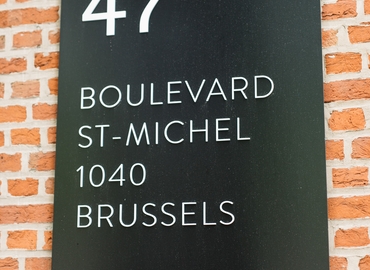 47
BOULEVARD
ST-MICHEL
1040
BRUSSELS